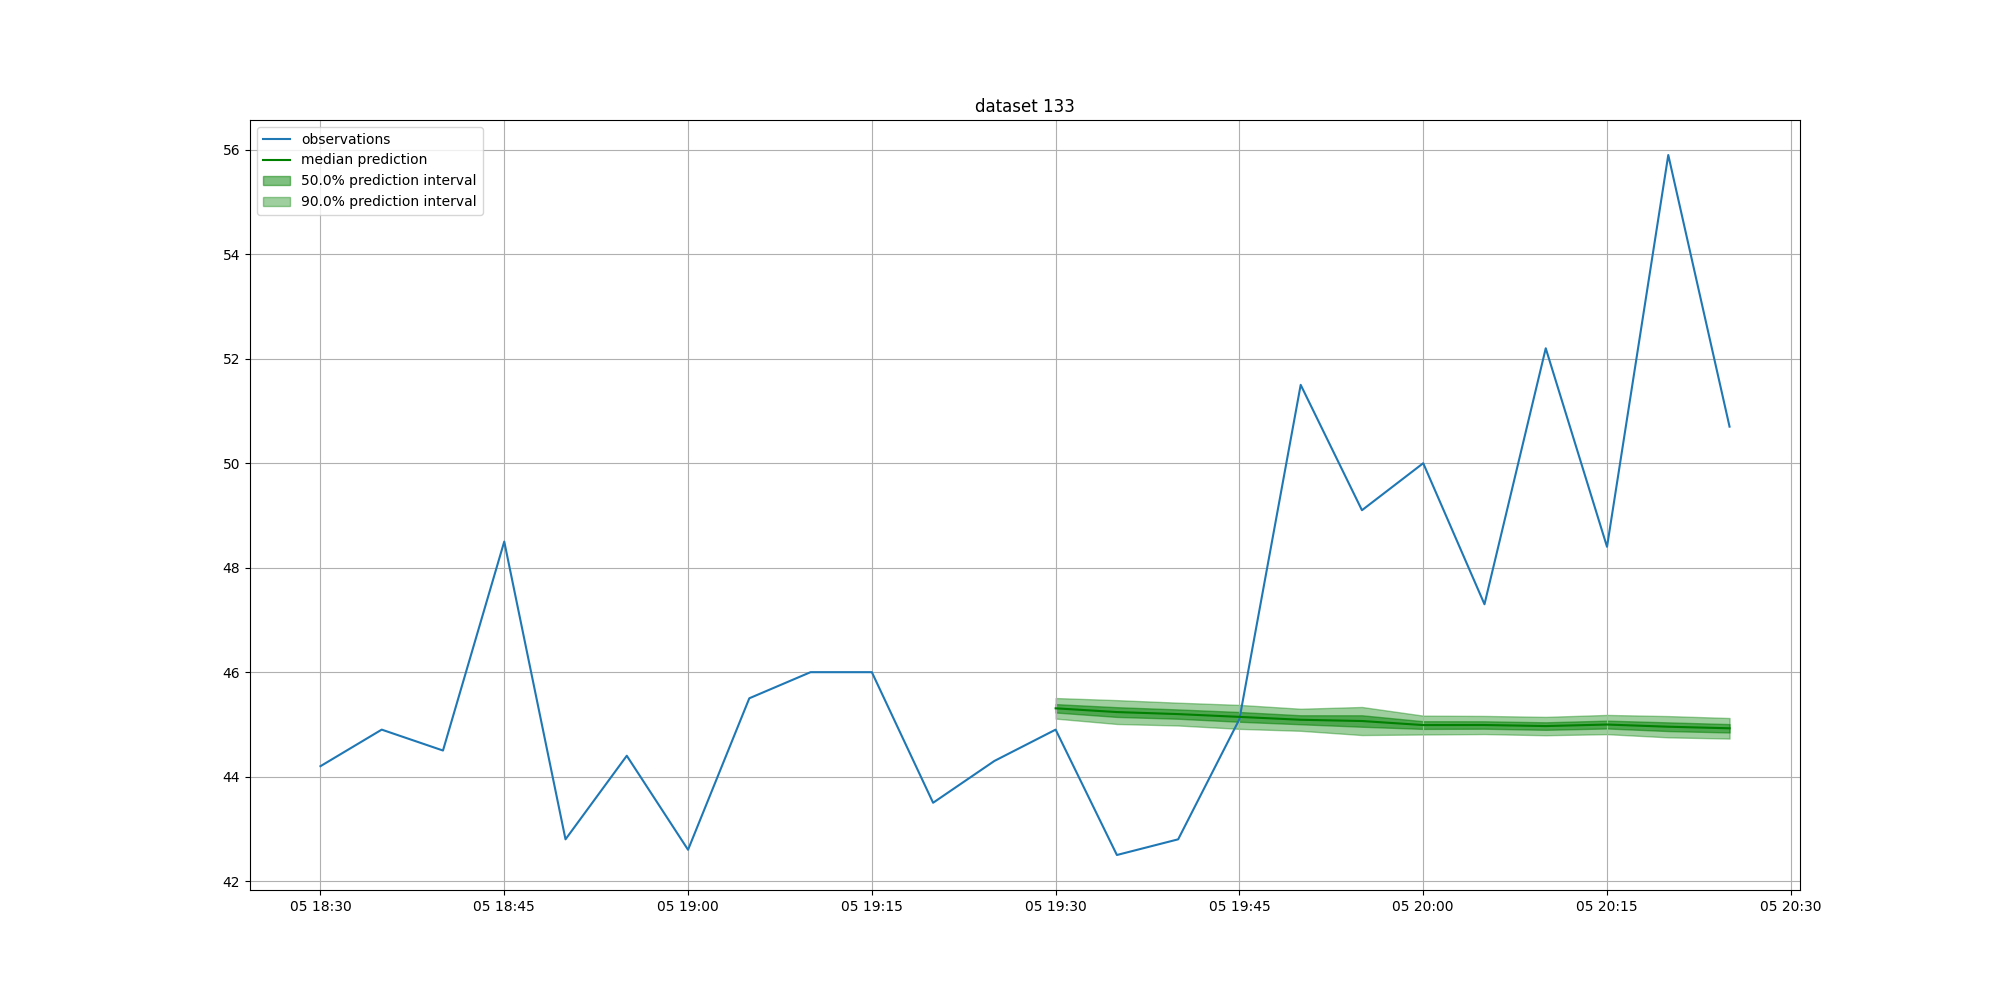 dataset 133
observations
median prediction
50.0% prediction interval
90.0% prediction interval
56
54
52
50
48
46
44
42
05 18:30 05 18:45 05 19:00 05 19:15 05 19:30 05 19:45 05 20:00 05 20:15 05 20:30